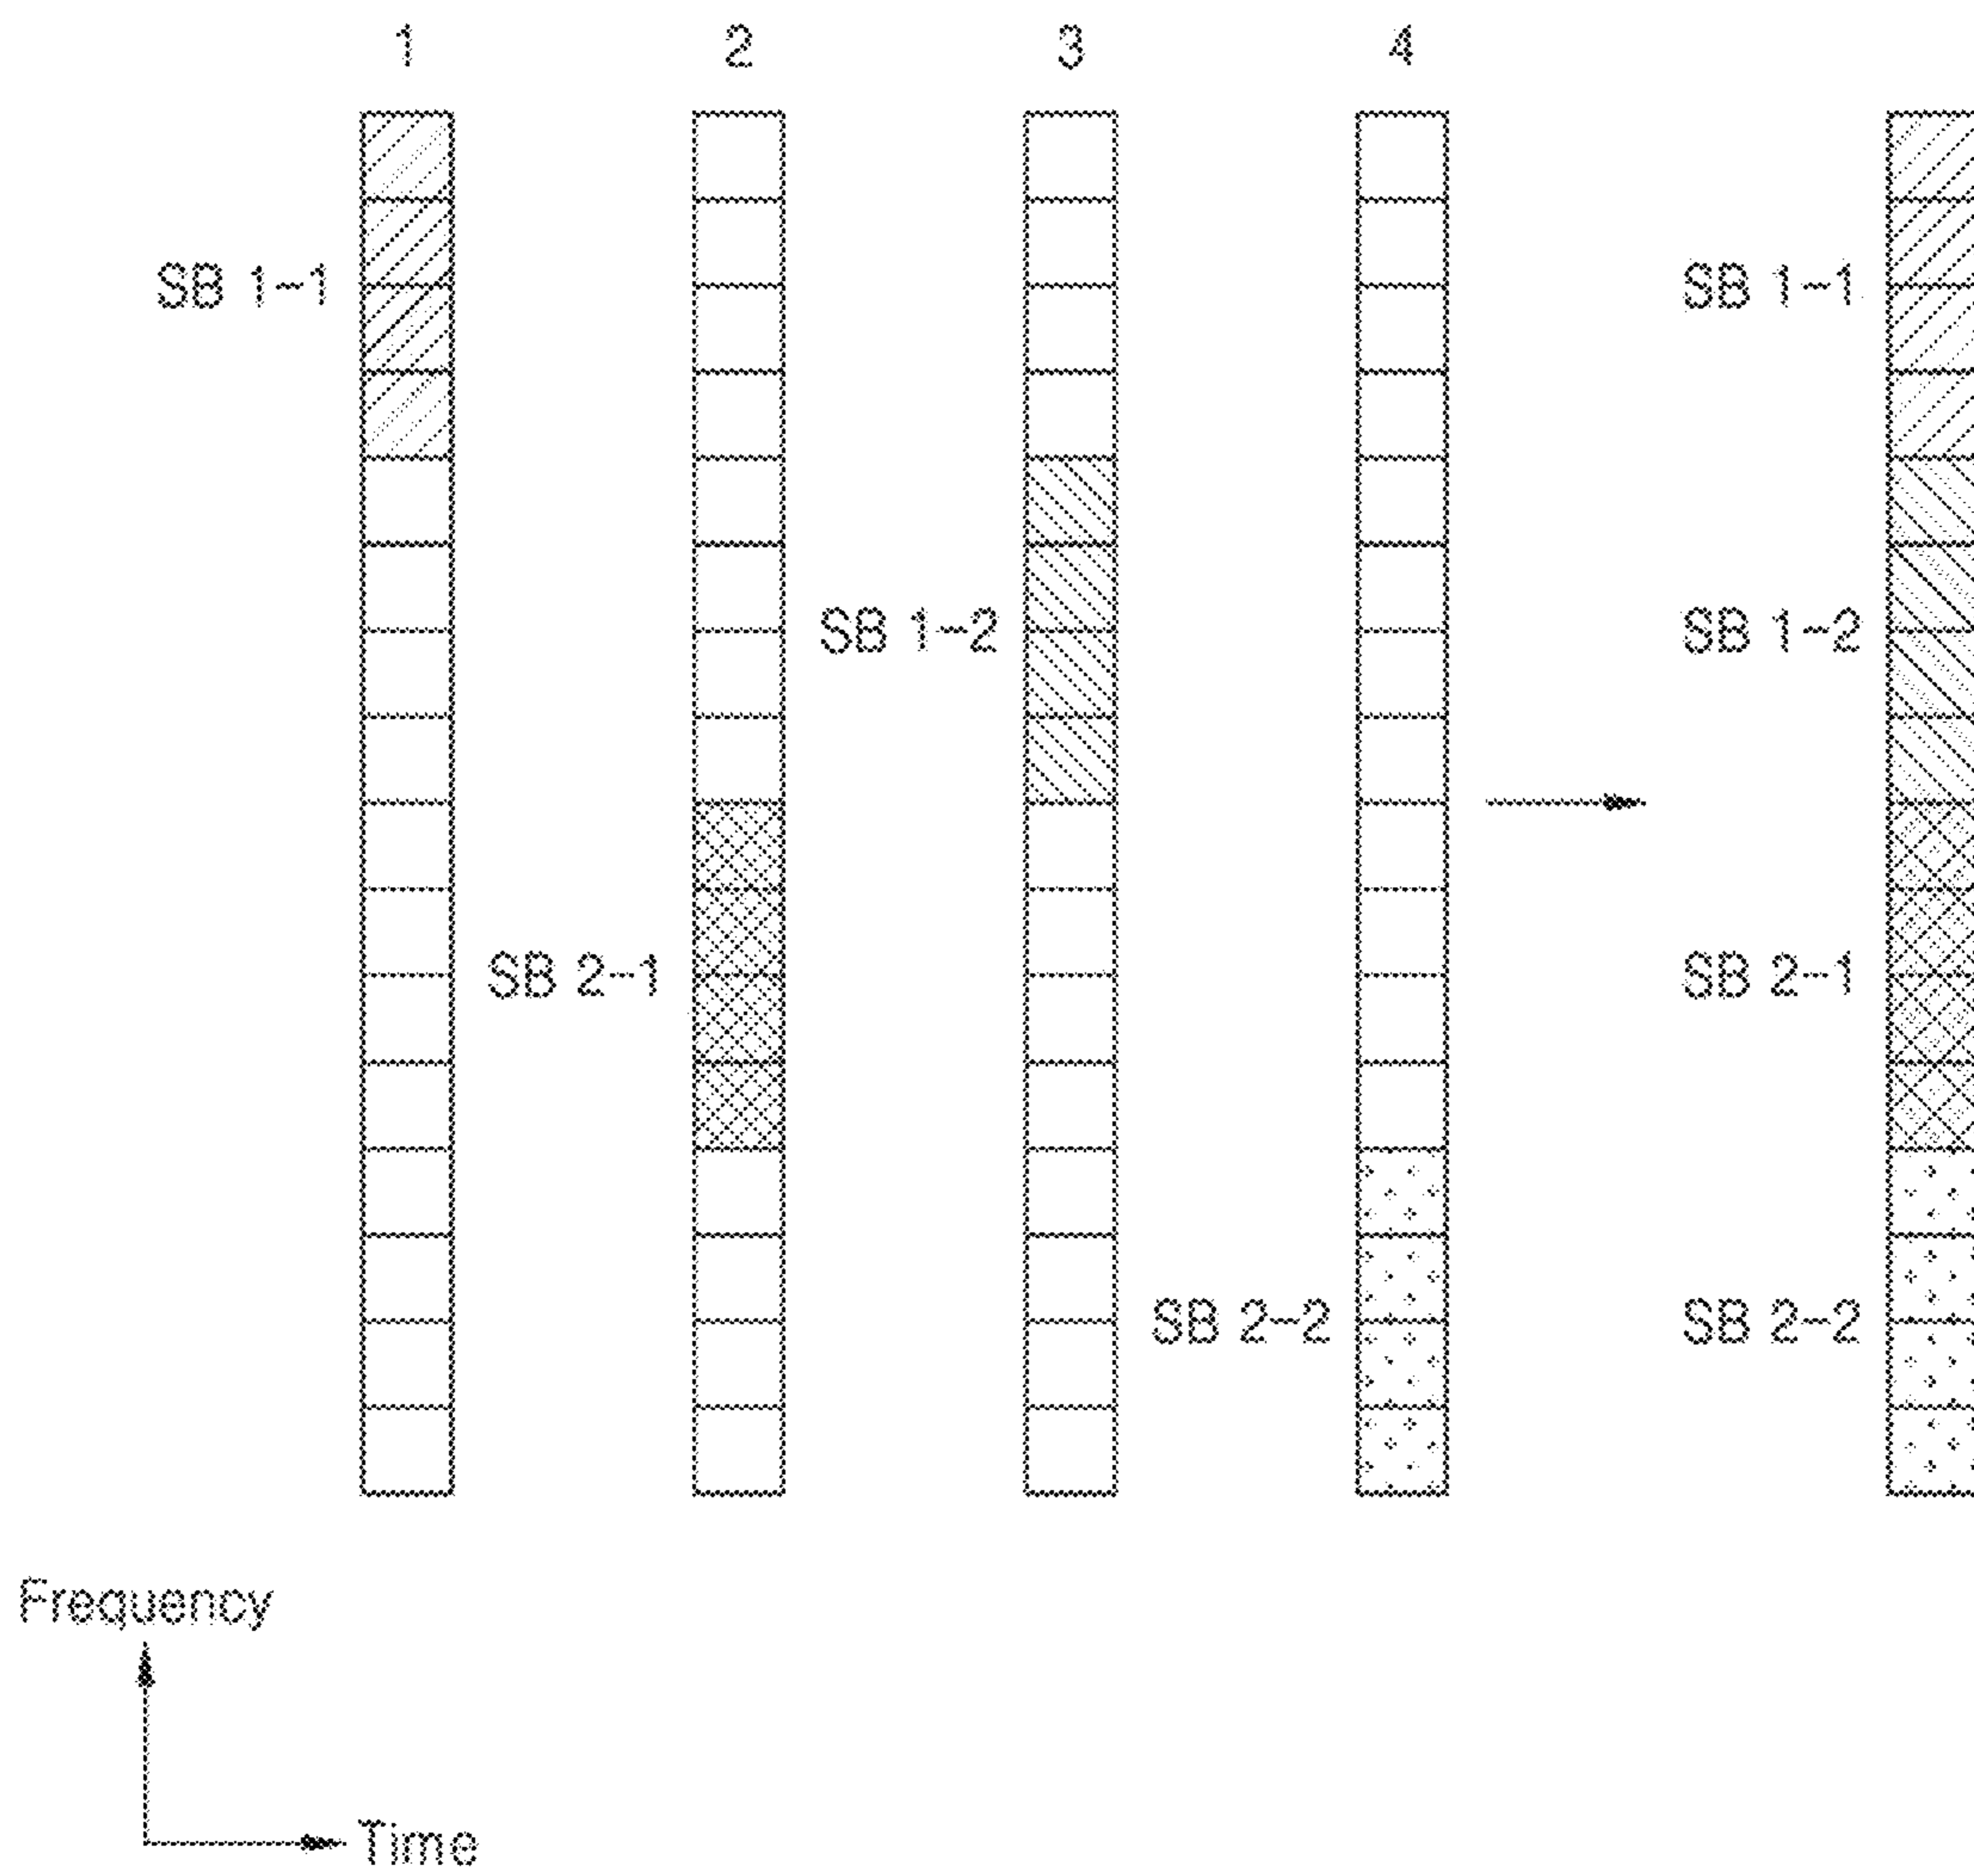 1 2 3 4
SB 1-1 SB 1-1
SB 1-2 SB 1-2
SB 2-1 SB 2-1
SB 2-2 SB 2-2
Frequency
Time